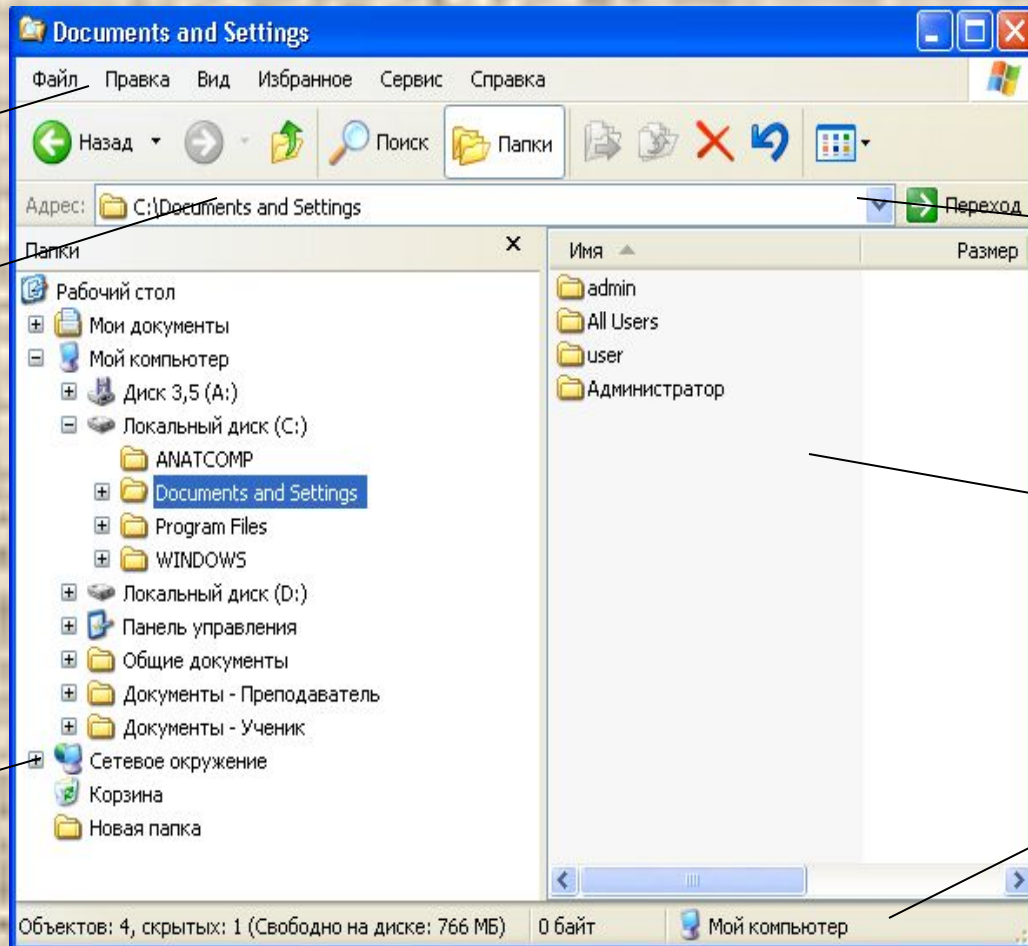 Documents and Settings
Файл Правка Вид Избранное Сервис Справка
Назад Поиск Папки
Адрес: C:\Documents and Settings Переход
Папки
Рабочий стол
Мои документы
Мой компьютер
Диск 3,5 (A:)
Локальный диск (C:)
ANATCOMP
Documents and Settings
Program Files
WINDOWS
Локальный диск (D:)
Панель управления
Общие документы
Документы - Преподаватель
Документы - Ученик
Сетевое окружение
Корзина
Новая папка
Имя Размер
admin
All Users
user
Администратор
Объектов: 4, скрытых: 1 (Свободно на диске: 766 МБ) 0 байт Мой компьютер